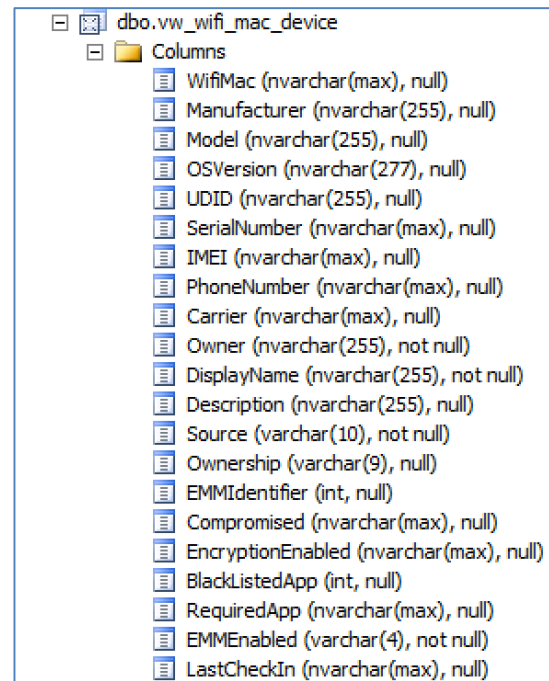 dbo.vw_wifi_mac_device
Columns
WifiMac (nvarchar(max), null)
Manufacturer (nvarchar(255), null)
Model (nvarchar(255), null)
OSVersion (nvarchar(277), null)
UDID (nvarchar(255), null)
SerialNumber (nvarchar(max), null)
IMEI (nvarchar(max), null)
PhoneNumber (nvarchar(max), null)
Carrier (nvarchar(max), null)
Owner (nvarchar(255), not null)
DisplayName (nvarchar(255), not null)
Description (nvarchar(255), null)
Source (varchar(10), not null)
Ownership (varchar(9), null)
EMMIdentifier (int, null)
Compromised (nvarchar(max), null)
EncryptionEnabled (nvarchar(max), null)
BlackListedApp (int, null)
RequiredApp (nvarchar(max), null)
EMMEnabled (varchar(4), not null)
LastCheckIn (nvarchar(max), null)